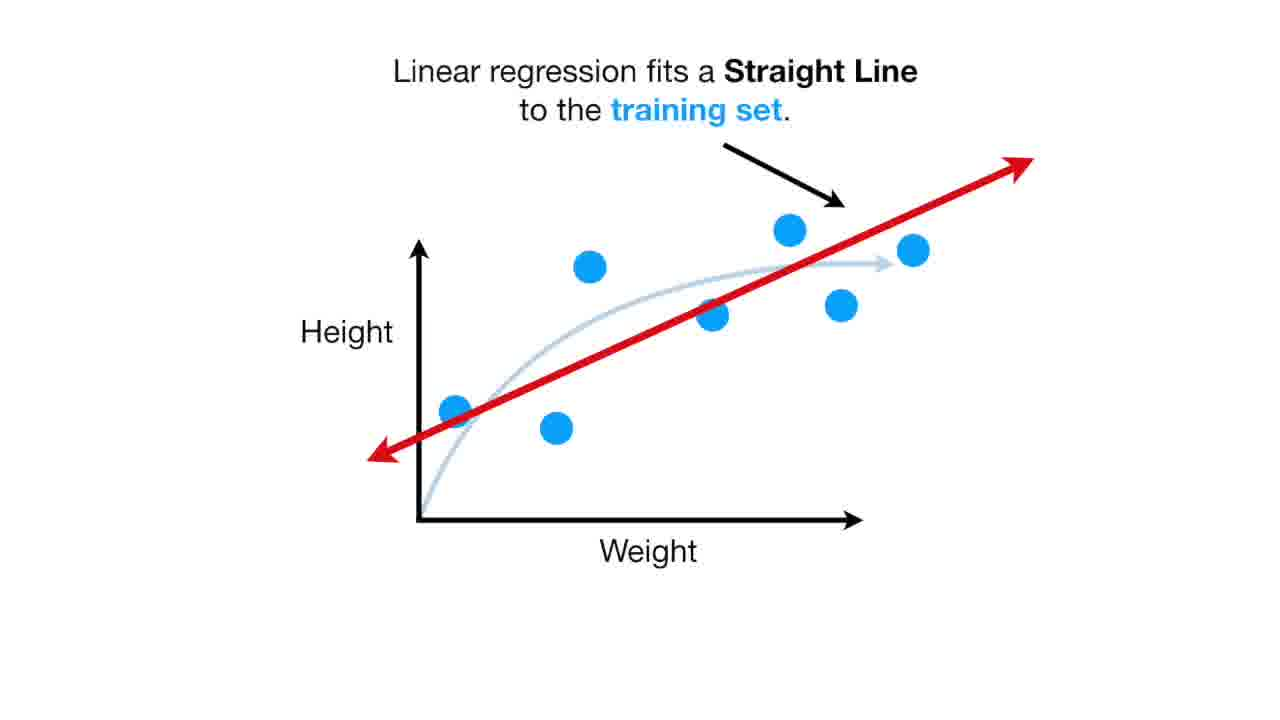 Linear regression fits a Straight Line
to the training set.
Height
Weight